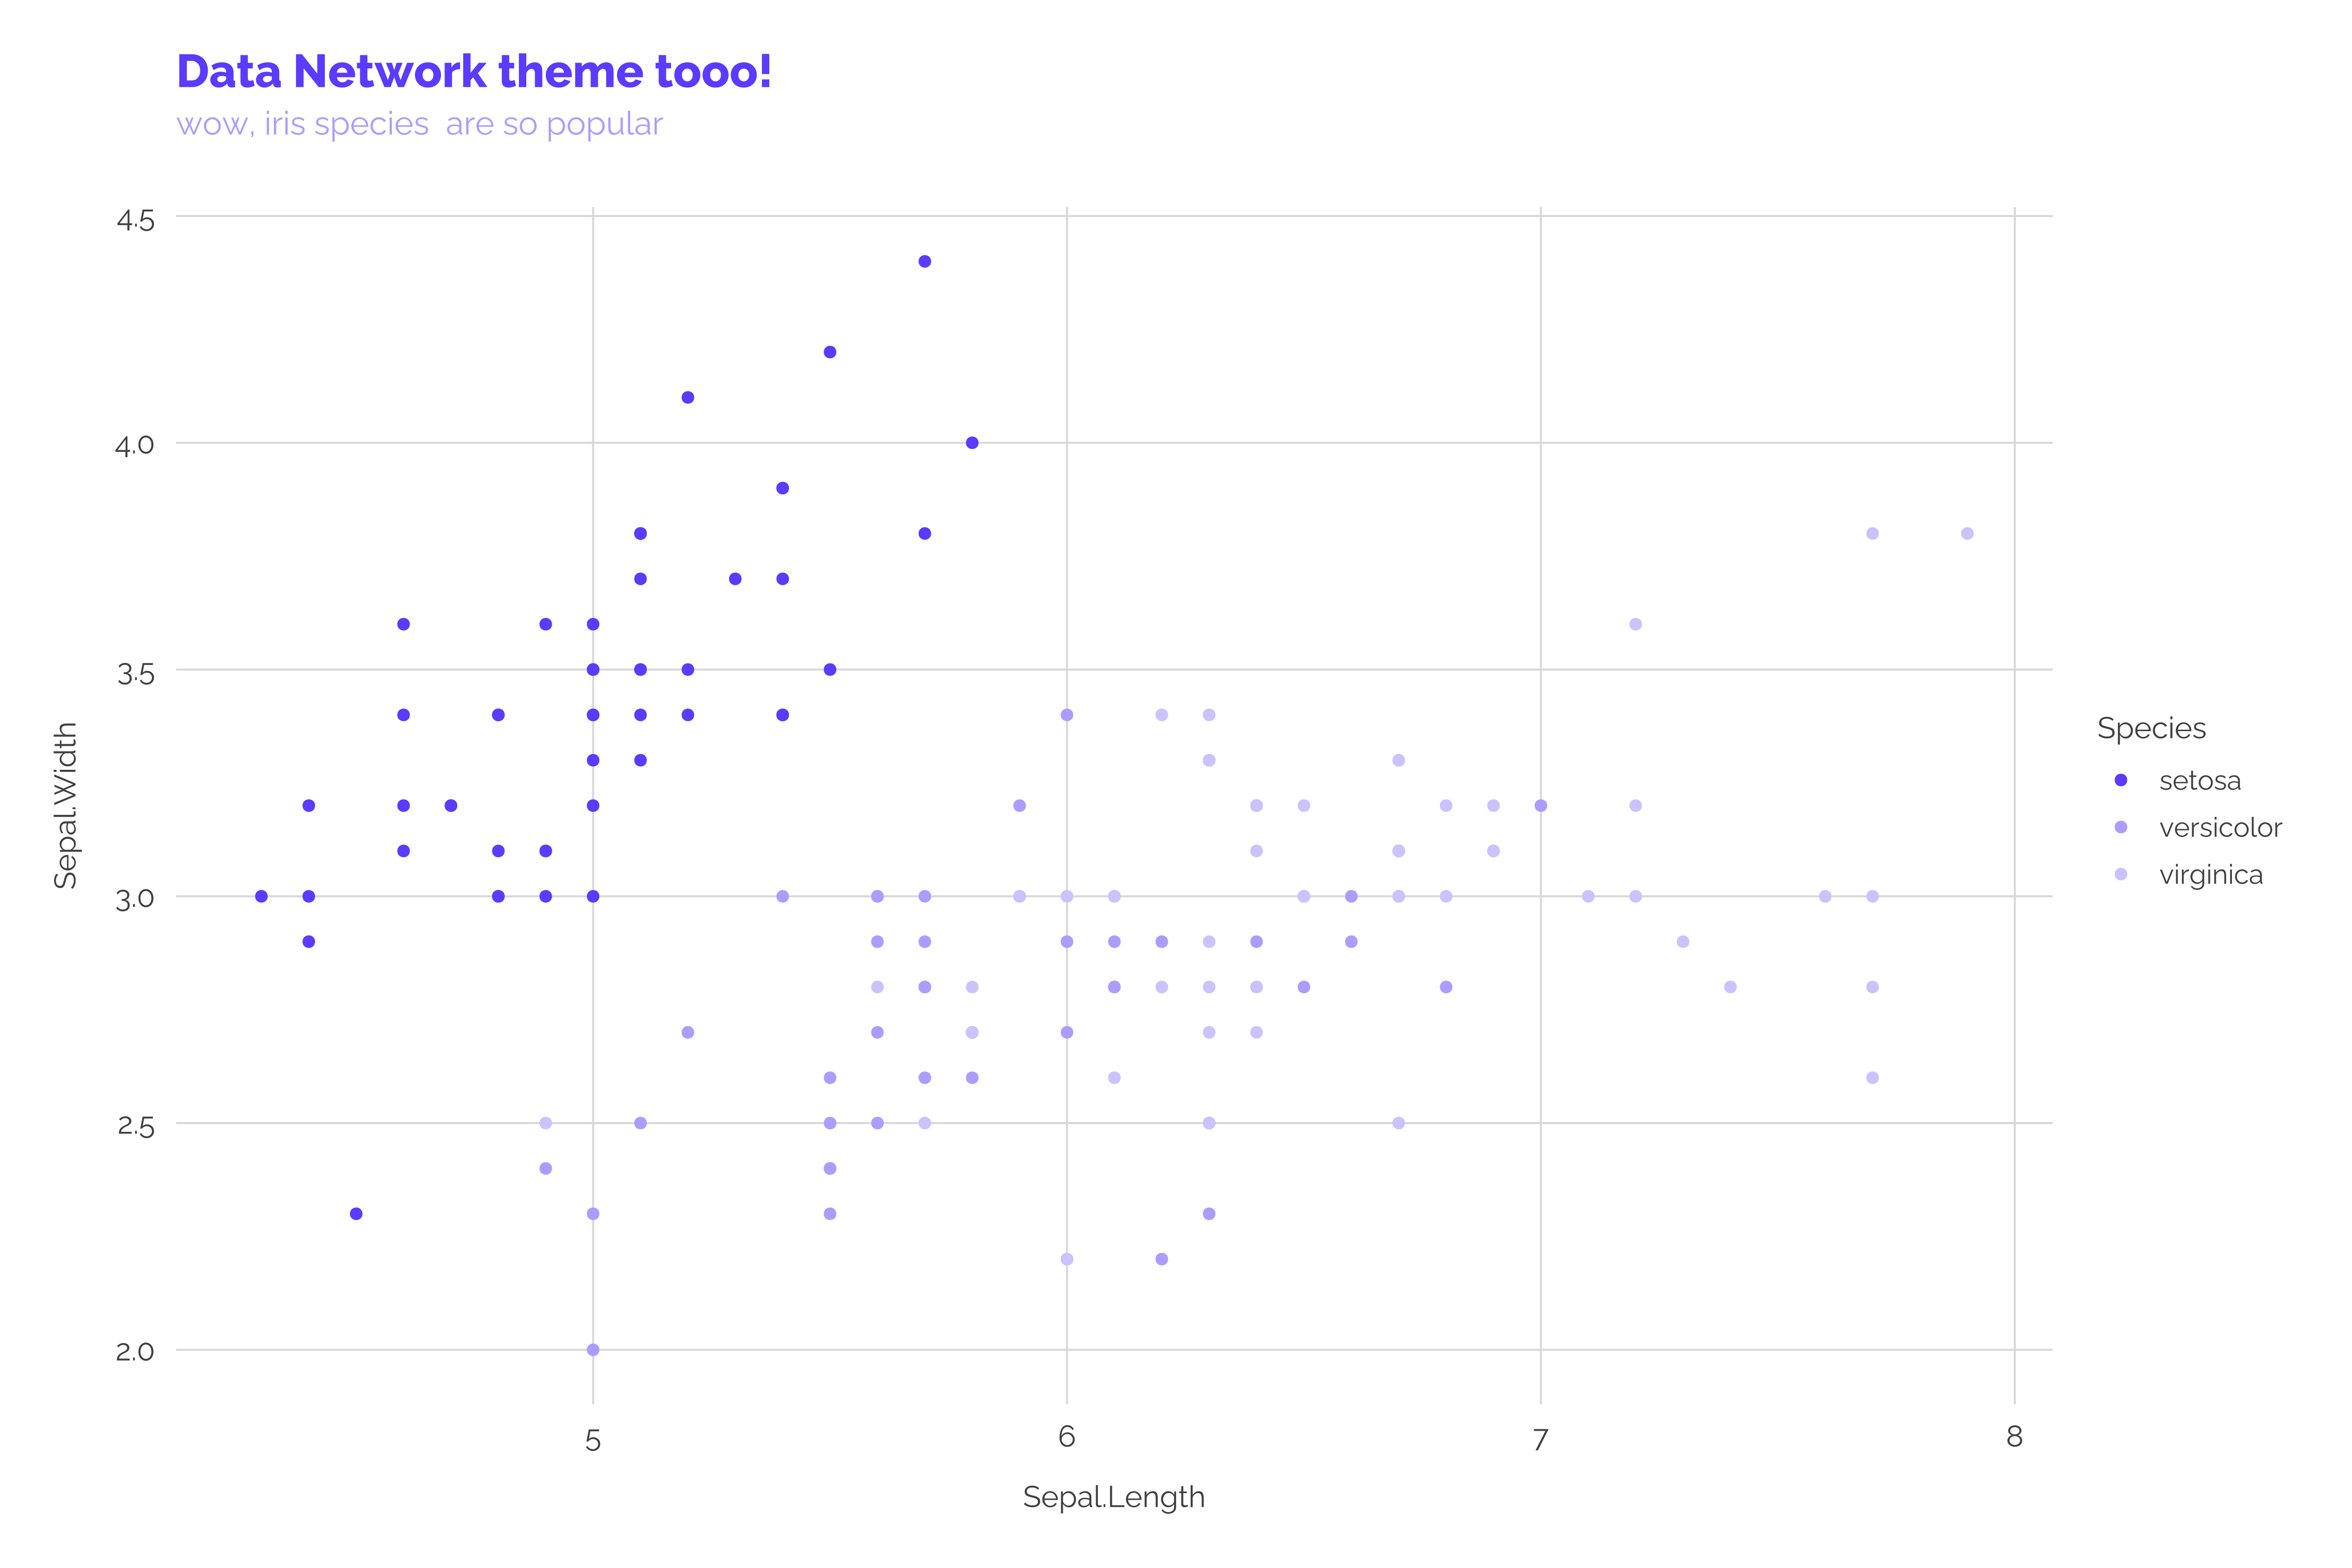 Data Network theme tooo!
wow, iris species  are so popular
4.5
4.0
3.5
3.0
2.5
2.0
Sepal.Width
5
6
7
8
Sepal.Length
Species
setosa
versicolor
virginica